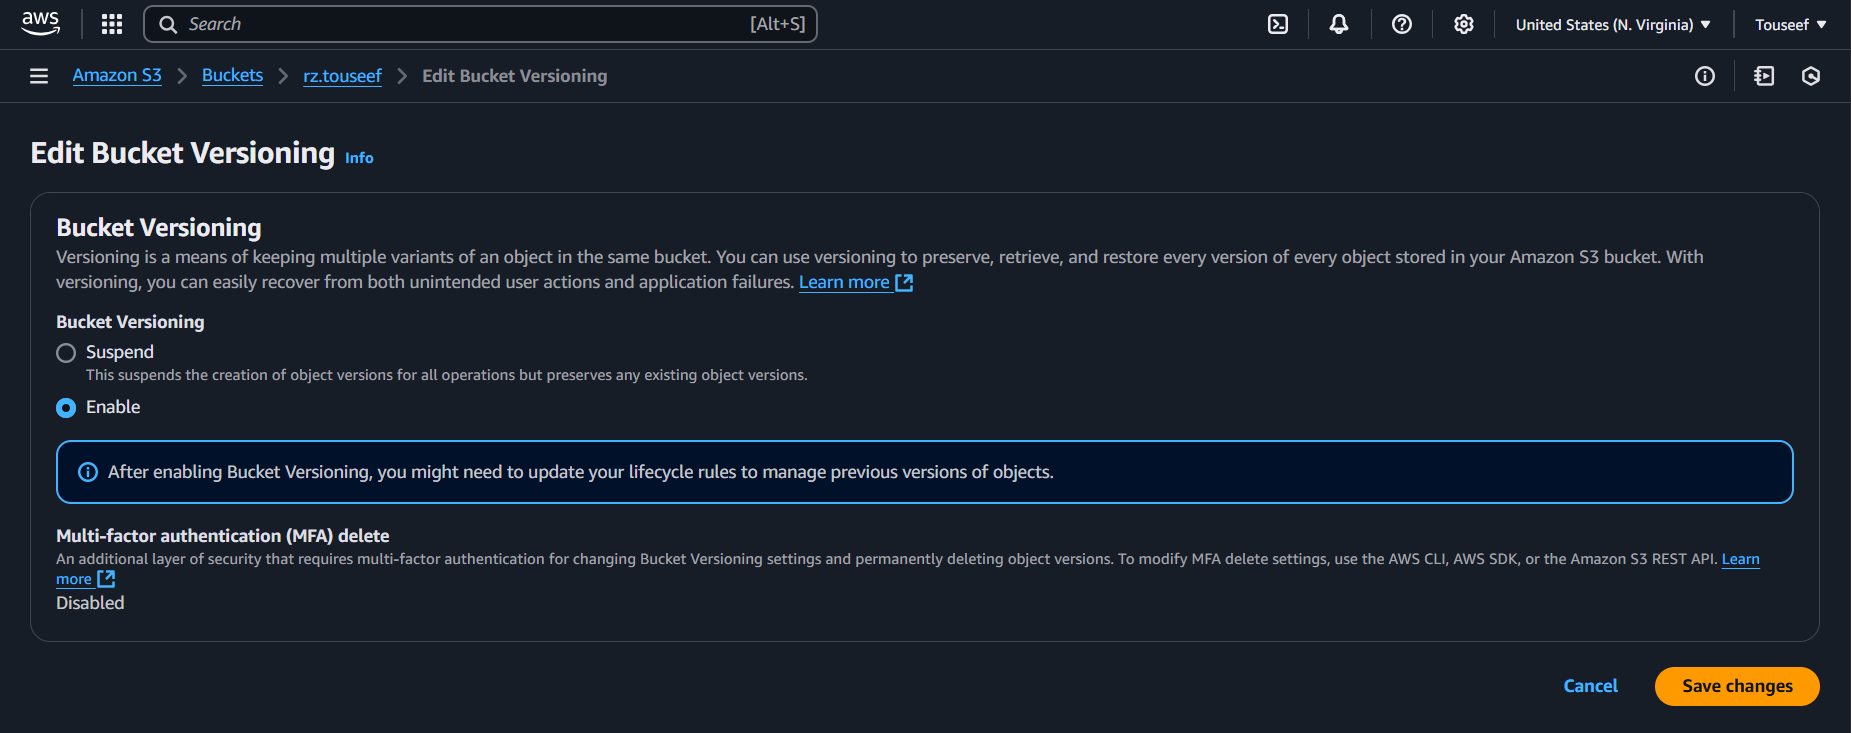 aws Search [Alt+S] United States (N. Virginia) Touseef
Amazon S3 Buckets rz.touseef Edit Bucket Versioning
Edit Bucket Versioning Info
Bucket Versioning
Versioning is a means of keeping multiple variants of an object in the same bucket. You can use versioning to preserve, retrieve, and restore every version of every object stored in your Amazon S3 bucket. With
versioning, you can easily recover from both unintended user actions and application failures. Learn more
Bucket Versioning
Suspend
This suspends the creation of object versions for all operations but preserves any existing object versions.
Enable
After enabling Bucket Versioning, you might need to update your lifecycle rules to manage previous versions of objects.
Multi-factor authentication (MFA) delete
An additional layer of security that requires multi-factor authentication for changing Bucket Versioning settings and permanently deleting object versions. To modify MFA delete settings, use the AWS CLI, AWS SDK, or the Amazon S3 REST API. Learn
more
Disabled
Cancel Save changes